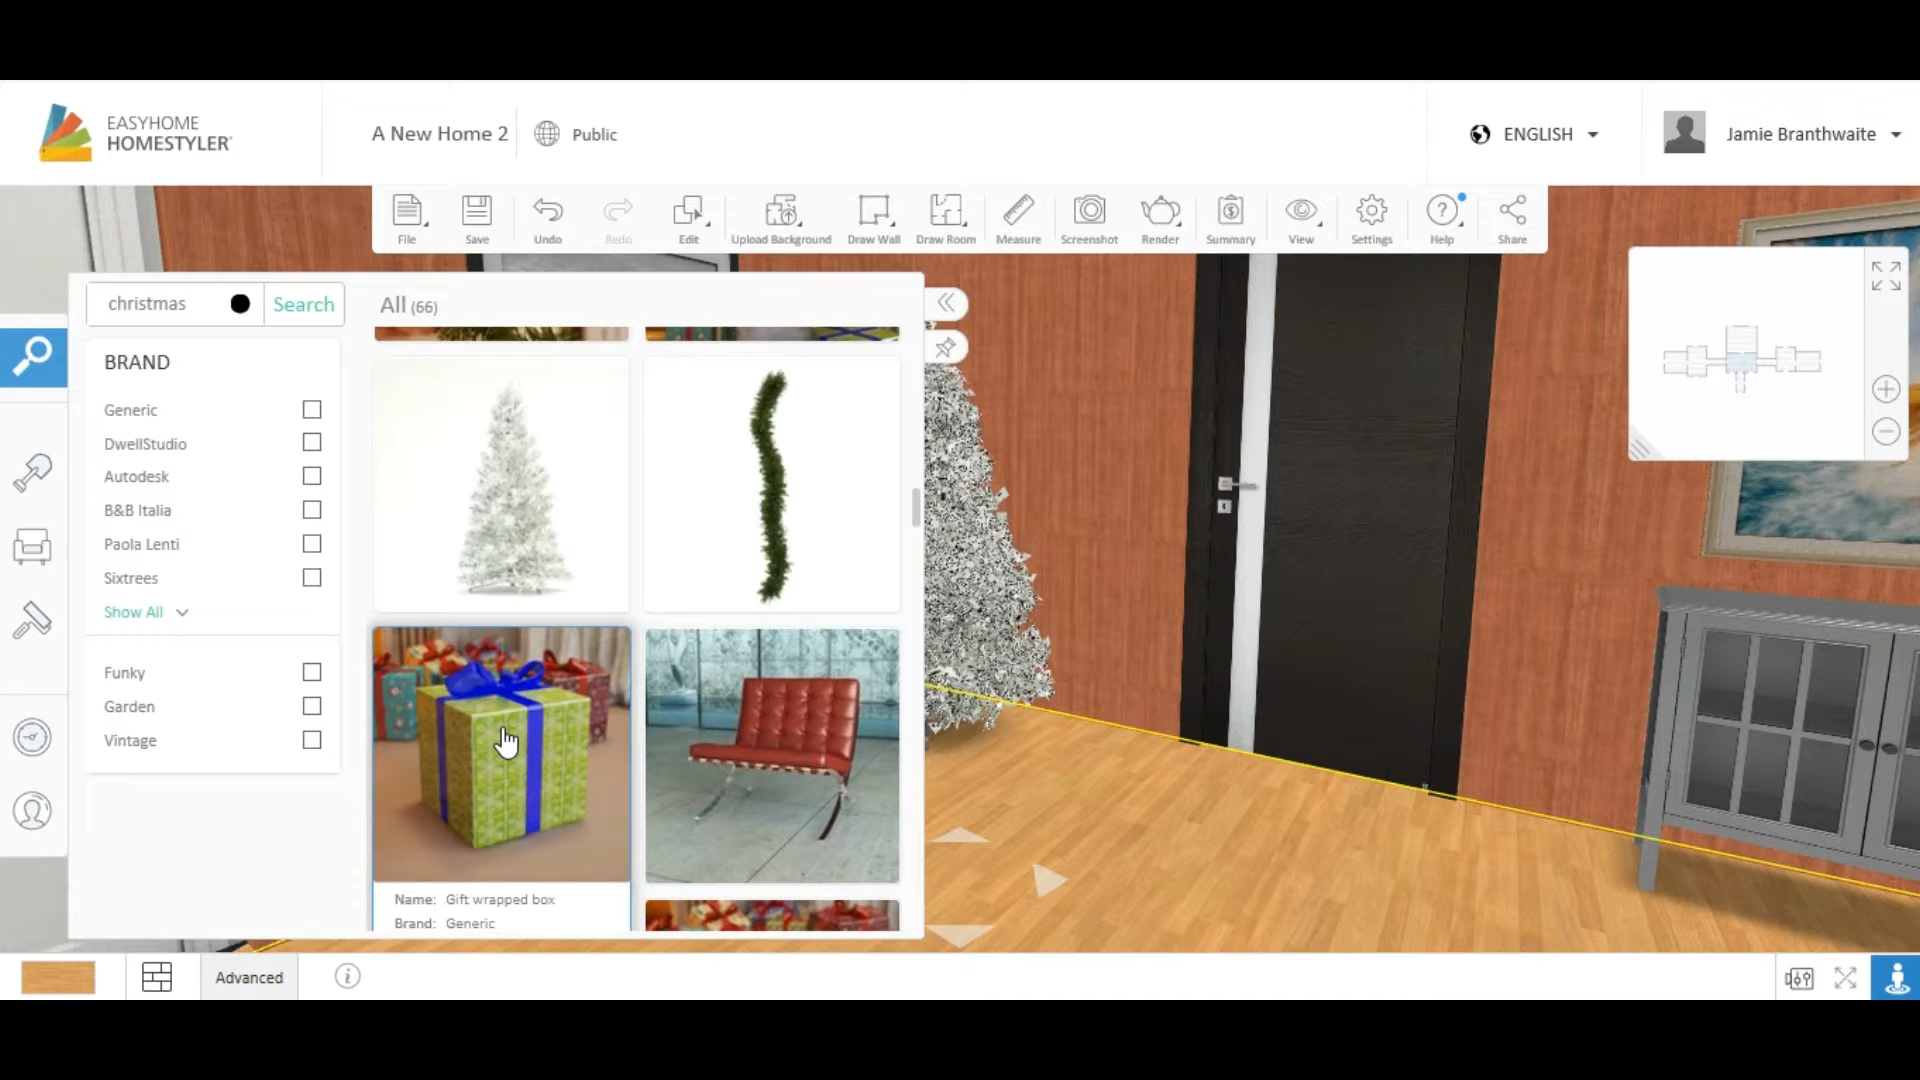 EASYHOME
HOMESTYLER®
A New Home 2
Public
ENGLISH
Jamie Branthwaite
File
Save
Undo
Redo
Edit
Upload Background
Draw Wall
Draw Room
Measure
Screenshot
Render
Summary
View
Settings
Help
Share
christmas
Search
All (66)
BRAND
Generic
DwellStudio
Autodesk
B&B Italia
Paola Lenti
Sixtrees
Show All
Funky
Garden
Vintage
Name: Gift wrapped box
Brand: Generic
Advanced